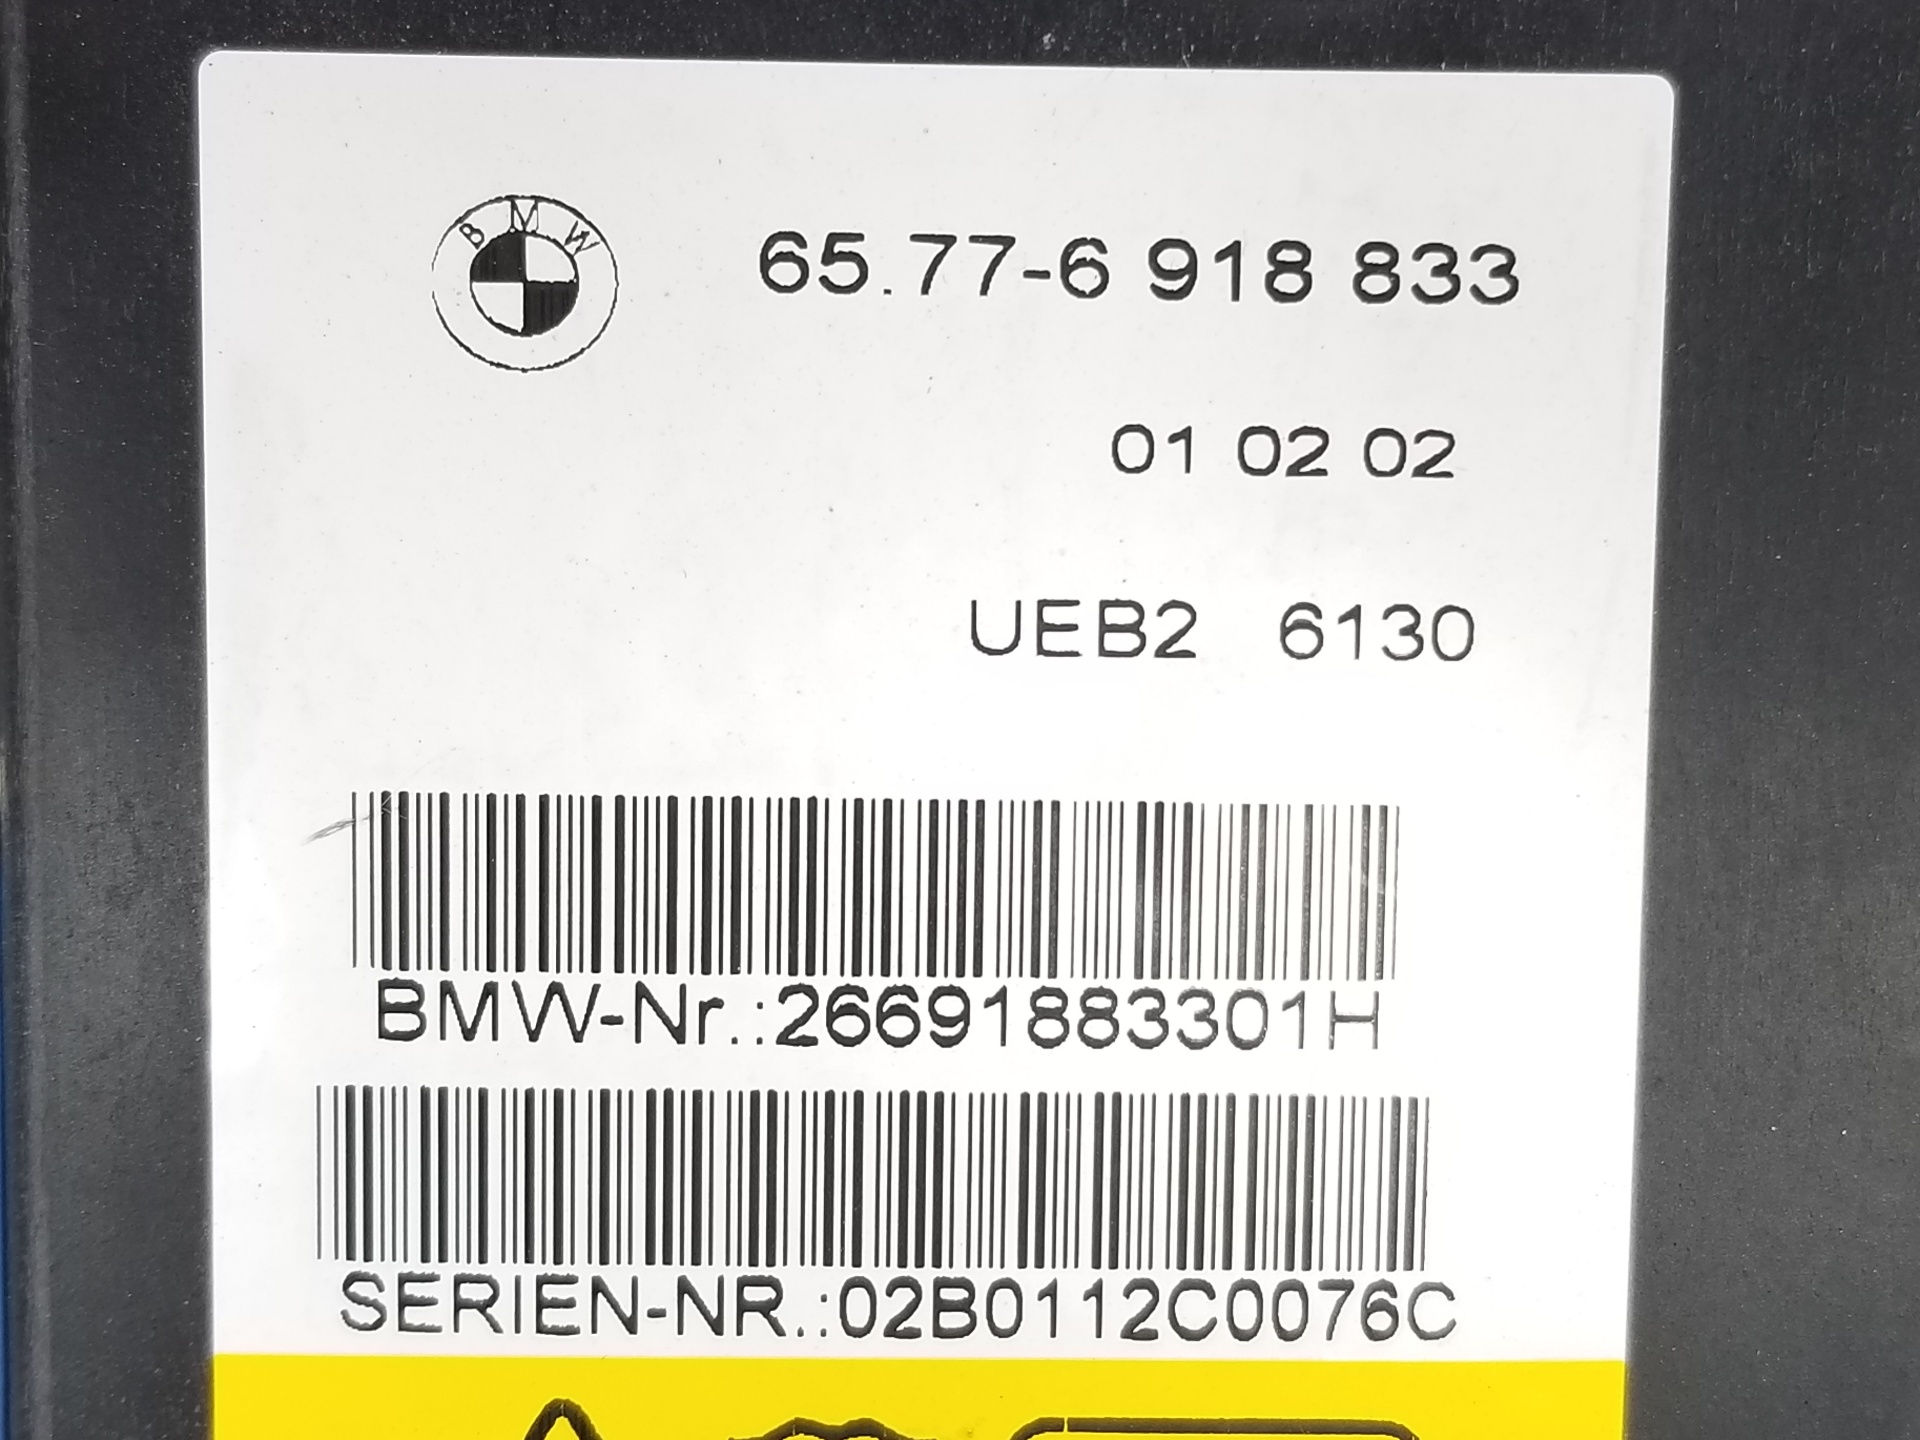 BMW
65.77-6 918 833
01 02 02
UEB2 6130
BMW-Nr.:26691883301H
SERIEN-NR.:02B0112C0076C